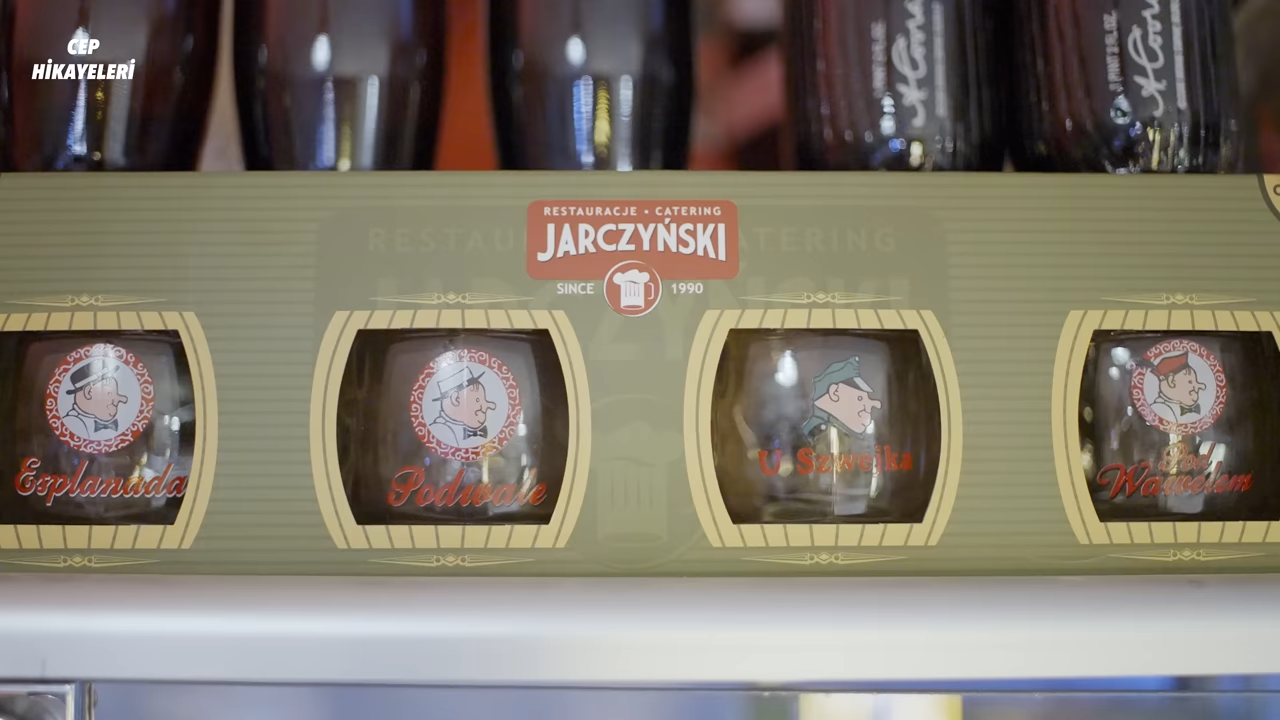 CEP
HİKAYELERİ
RESTAURACJE • CATERING
JARCZYŃSKI
SINCE 1990
Esplanada
Podwale
U Szwejka
Pod
Wawelem